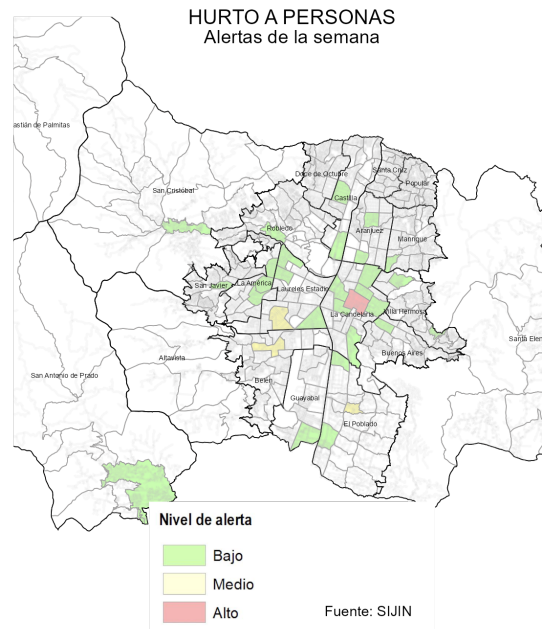 HURTO A PERSONAS
Alertas de la semana
astián de Palmitas
Doce de Octubre
Santa Cruz
Popular
San Cristóbal
Castilla
Robledo
Aranjuez
Manrique
San Javier
La América
Laureles Estadio
La Candelaria
Villa Hermosa
Santa Elen
Altavista
Buenos Aires
San Antonio de Prado
Belén
Guayabal
El Poblado
Nivel de alerta
Bajo
Medio
Alto
Fuente: SIJIN